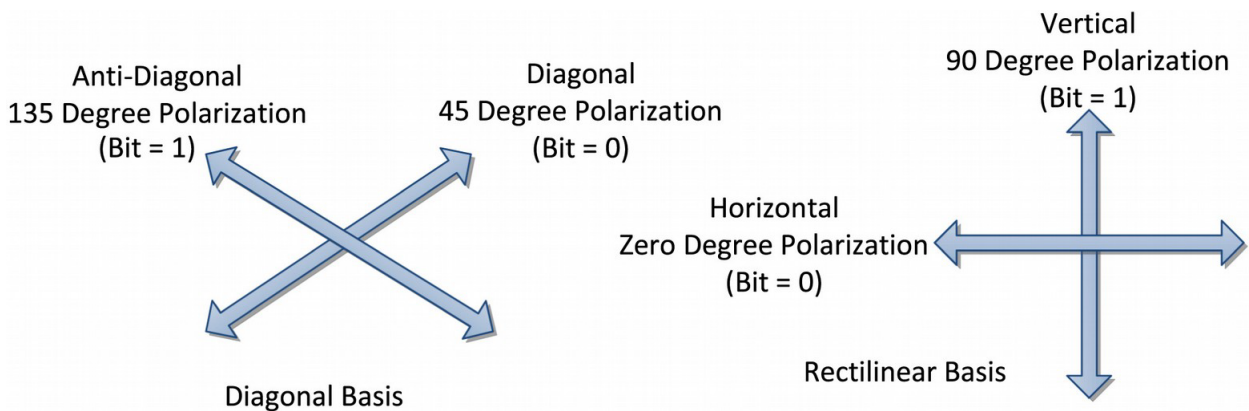 Anti-Diagonal
135 Degree Polarization
(Bit = 1)
Diagonal
45 Degree Polarization
(Bit = 0)
Diagonal Basis
Vertical
90 Degree Polarization
(Bit = 1)
Horizontal
Zero Degree Polarization
(Bit = 0)
Rectilinear Basis